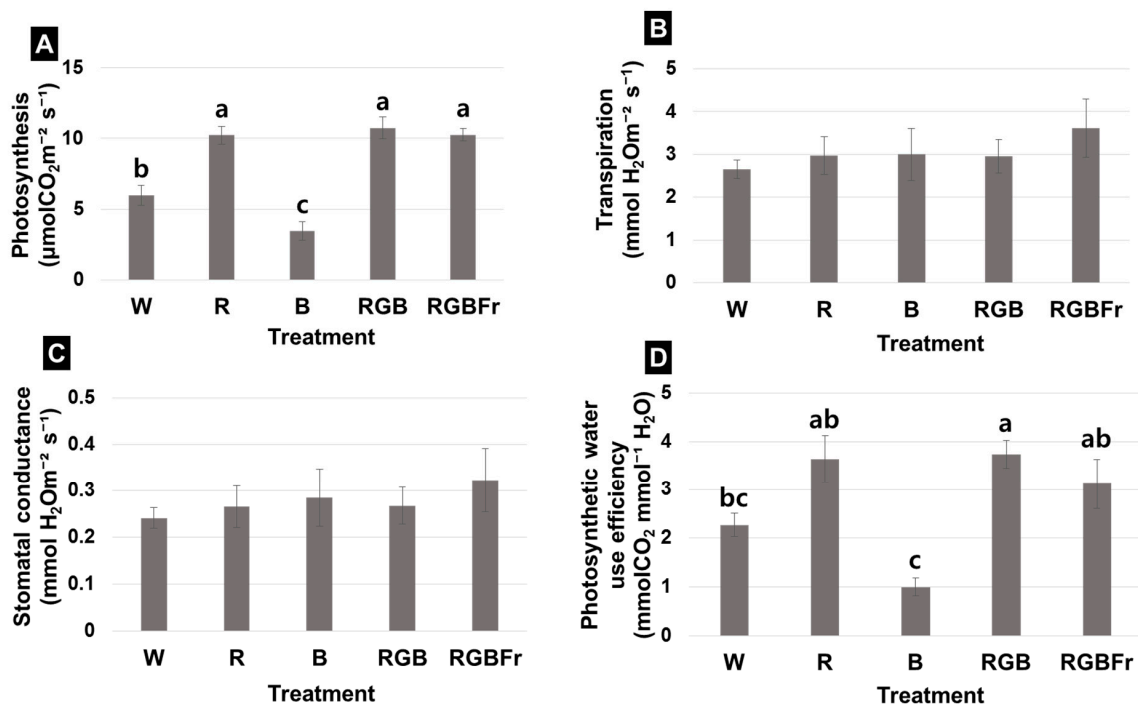 A
Photosynthesis
(μmolCO₂m⁻² s⁻¹)
15
10
5
0
b
a
c
a
a
W R B RGB RGBFr
Treatment
B
Transpiration
(mmol H₂Om⁻² s⁻¹)
5
4
3
2
1
0
W R B RGB RGBFr
Treatment
C
Stomatal conductance
(mmol H₂Om⁻² s⁻¹)
0.5
0.4
0.3
0.2
0.1
0
W R B RGB RGBFr
Treatment
D
Photosynthetic water
use efficiency
(mmolCO₂ mmol⁻¹ H₂O)
5
4
3
2
1
0
bc
ab
c
a
ab
W R B RGB RGBFr
Treatment